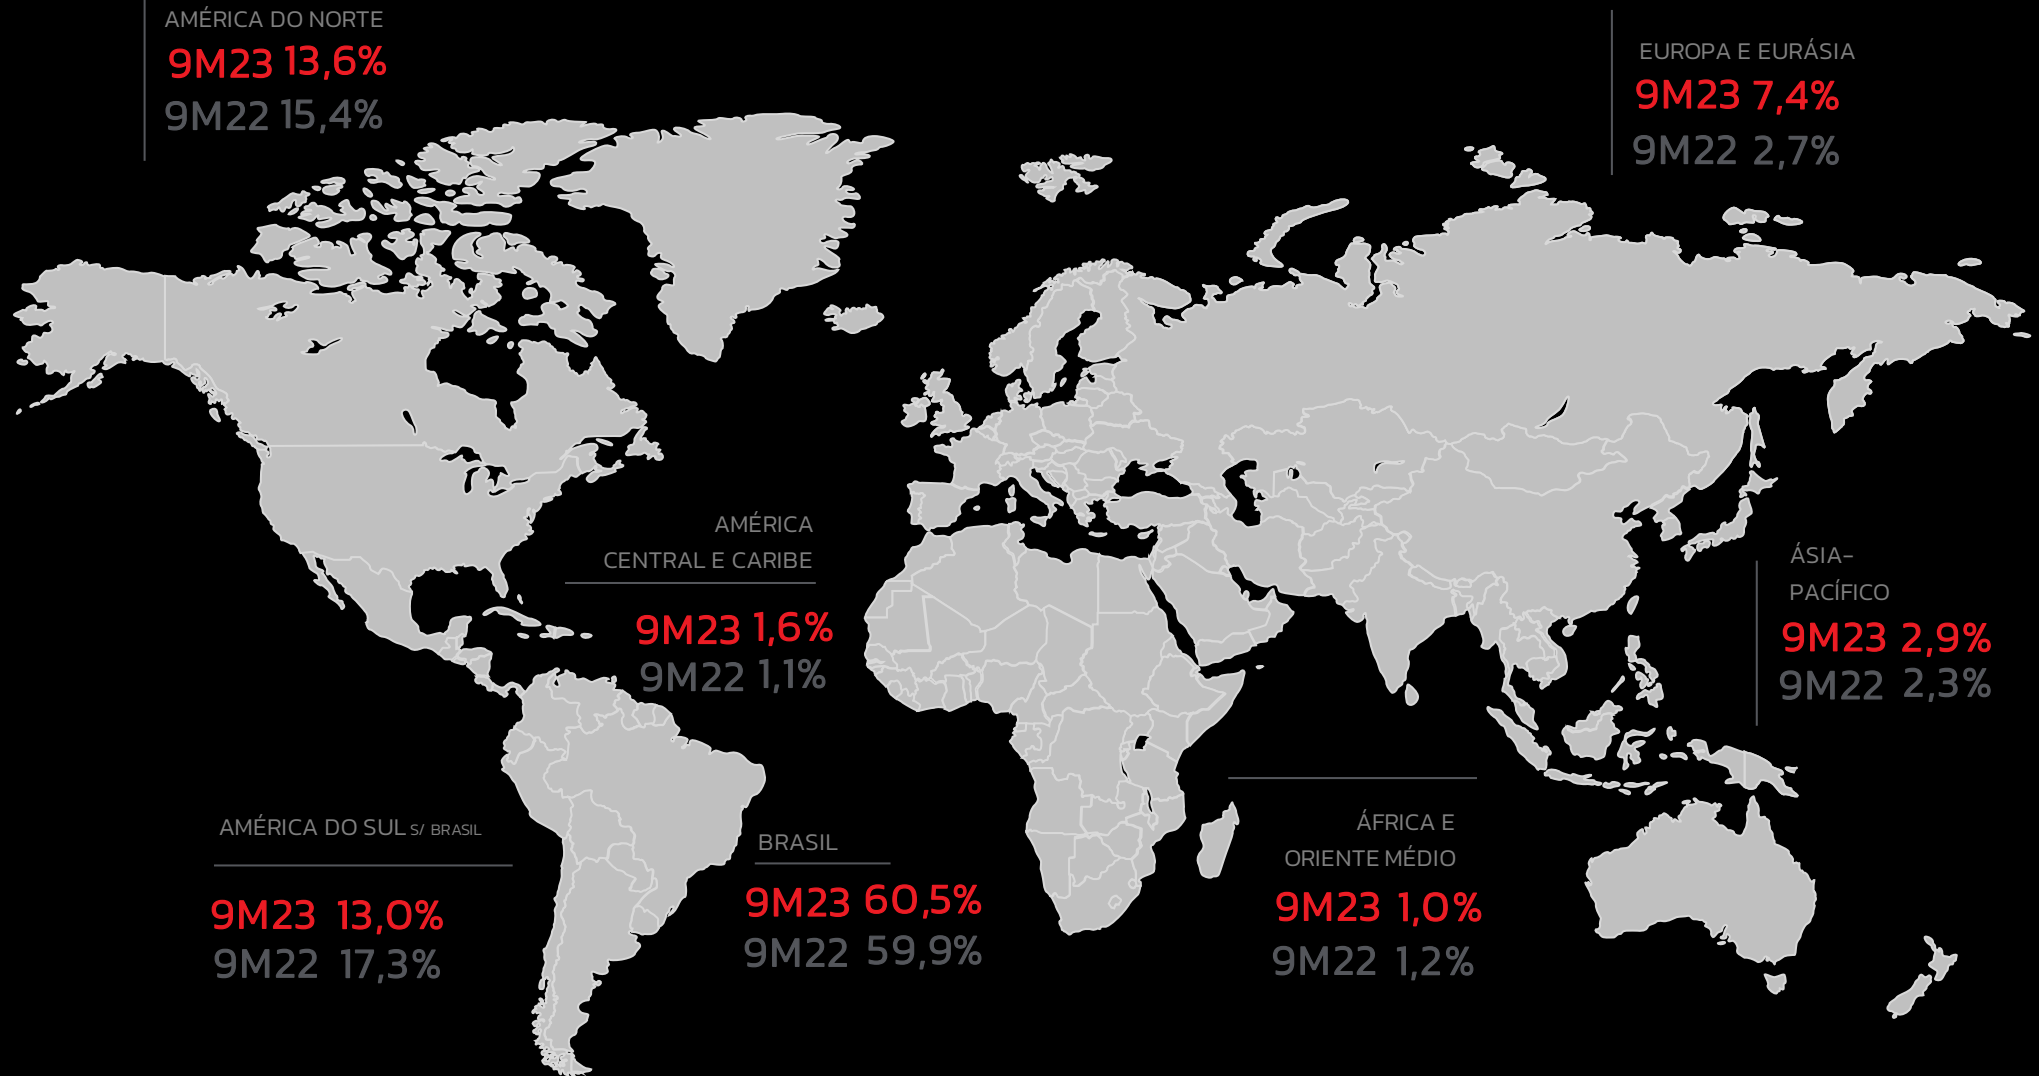 AMÉRICA DO NORTE
9M23 13,6%
9M22 15,4%
EUROPA E EURÁSIA
9M23 7,4%
9M22 2,7%
AMÉRICA
CENTRAL E CARIBE
9M23 1,6%
9M22 1,1%
ÁSIA-
PACÍFICO
9M23 2,9%
9M22 2,3%
AMÉRICA DO SUL S/ BRASIL
9M23 13,0%
9M22 17,3%
BRASIL
9M23 60,5%
9M22 59,9%
ÁFRICA E
ORIENTE MÉDIO
9M23 1,0%
9M22 1,2%